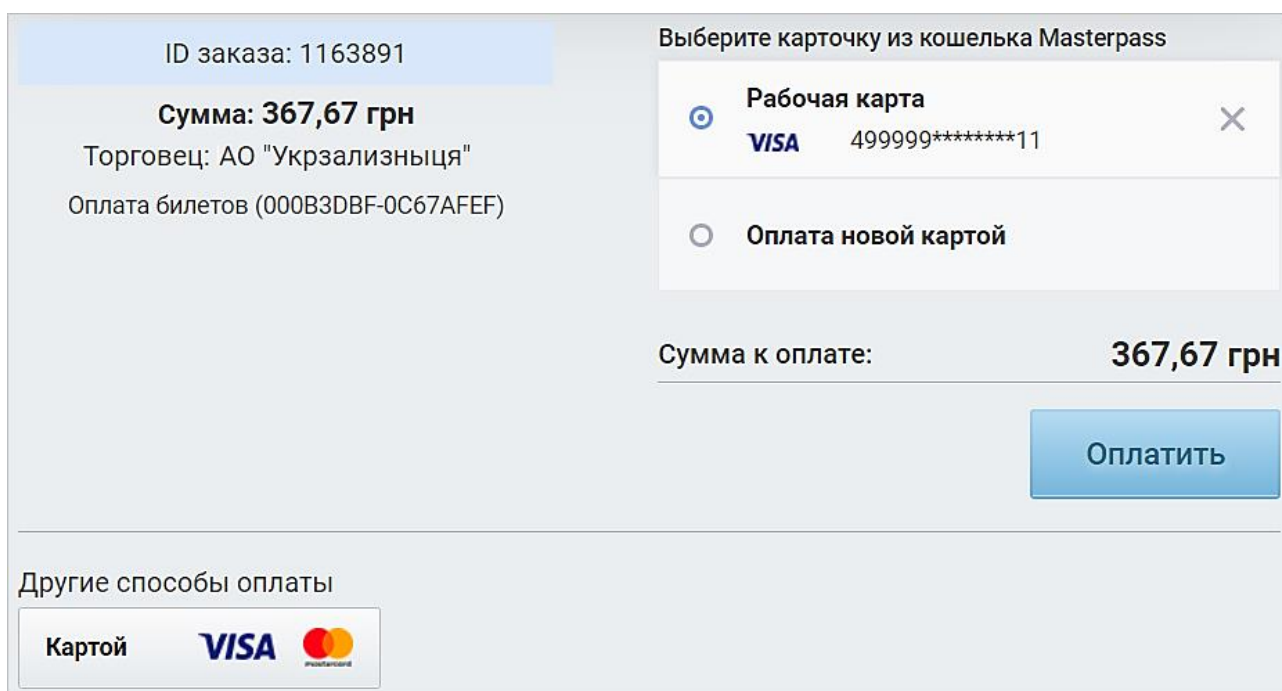 ID заказа: 1163891
Сумма: 367,67 грн
Торговец: АО "Укрзализныця"
Оплата билетов (000B3DBF-0C67AFEF)
Выберите карточку из кошелька Masterpass
Рабочая карта
VISA 499999********11
Оплата новой картой
Сумма к оплате: 367,67 грн
Оплатить
Другие способы оплаты
Картой VISA mastercard